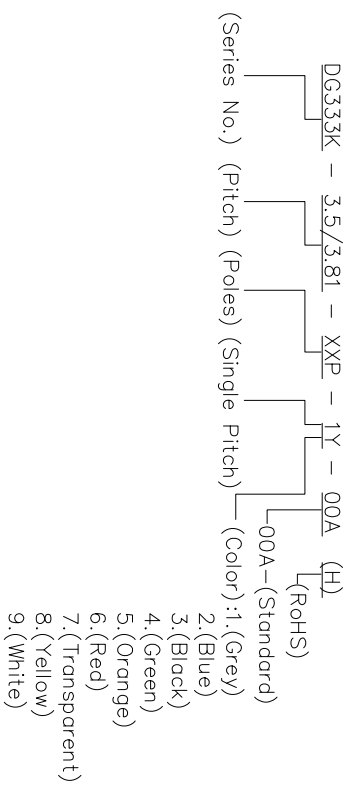 DG333K - 3.5/3.81 - XXP - 1Y - 00A (H)
(RoHS)
00A-(Standard)
(Series No.) (Pitch) (Poles) (Single Pitch) (Color):1.(Grey)
2.(Blue)
3.(Black)
4.(Green)
5.(Orange)
6.(Red)
7.(Transparent)
8.(Yellow)
9.(White)